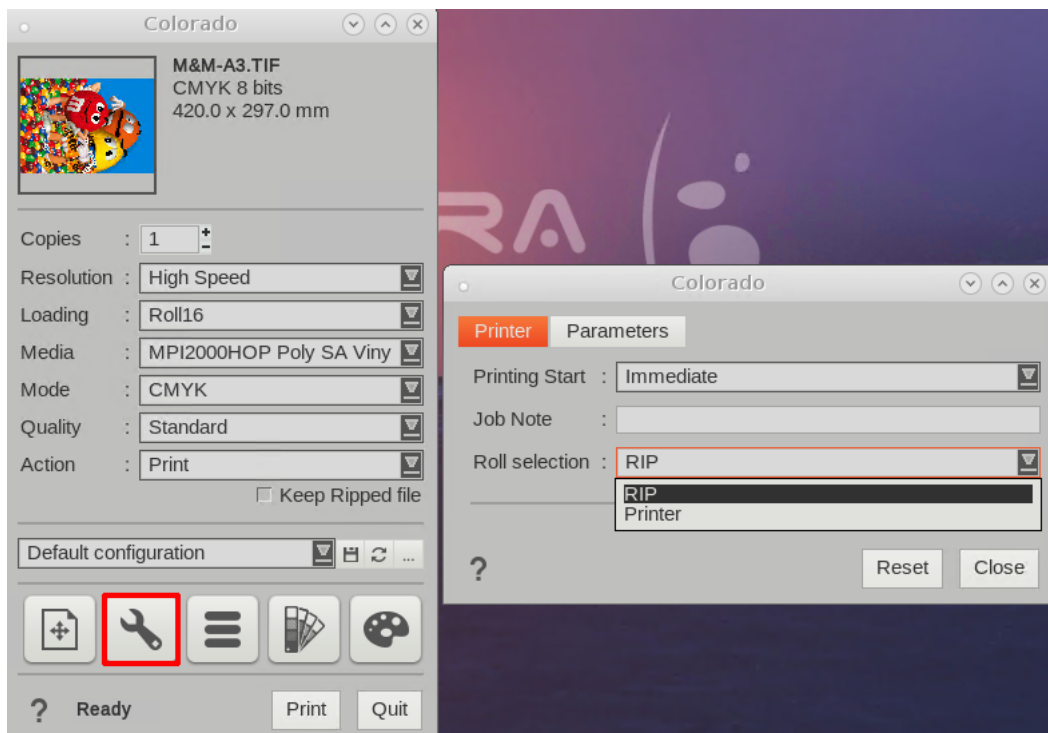 Colorado
M&M-A3.TIF
CMYK 8 bits
420.0 x 297.0 mm
Copies : 1
Resolution : High Speed
Loading : Roll16
Media : MPI2000HOP Poly SA Viny
Mode : CMYK
Quality : Standard
Action : Print
Keep Ripped file
Default configuration ...
? Ready Print Quit
RA
Colorado
Printer Parameters
Printing Start : Immediate
Job Note :
Roll selection : RIP
RIP
Printer
? Reset Close